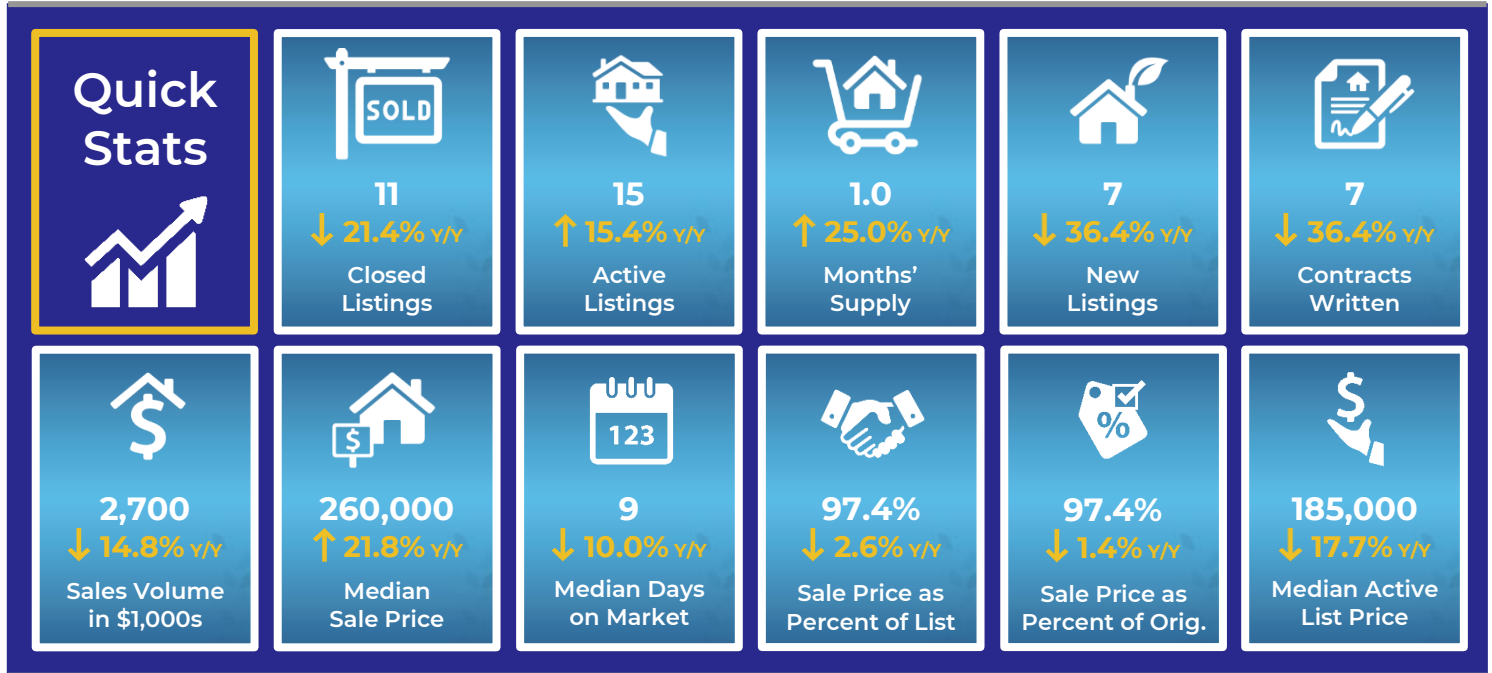 Quick
Stats
SOLD
11
↓ 21.4% Y/Y
Closed
Listings
15
↑ 15.4% Y/Y
Active
Listings
1.0
↑ 25.0% Y/Y
Months’
Supply
7
↓ 36.4% Y/Y
New
Listings
7
↓ 36.4% Y/Y
Contracts
Written
$
2,700
↓ 14.8% Y/Y
Sales Volume
in $1,000s
$
260,000
↑ 21.8% Y/Y
Median
Sale Price
123
9
↓ 10.0% Y/Y
Median Days
on Market
97.4%
↓ 2.6% Y/Y
Sale Price as
Percent of List
%
97.4%
↓ 1.4% Y/Y
Sale Price as
Percent of Orig.
$
185,000
↓ 17.7% Y/Y
Median Active
List Price